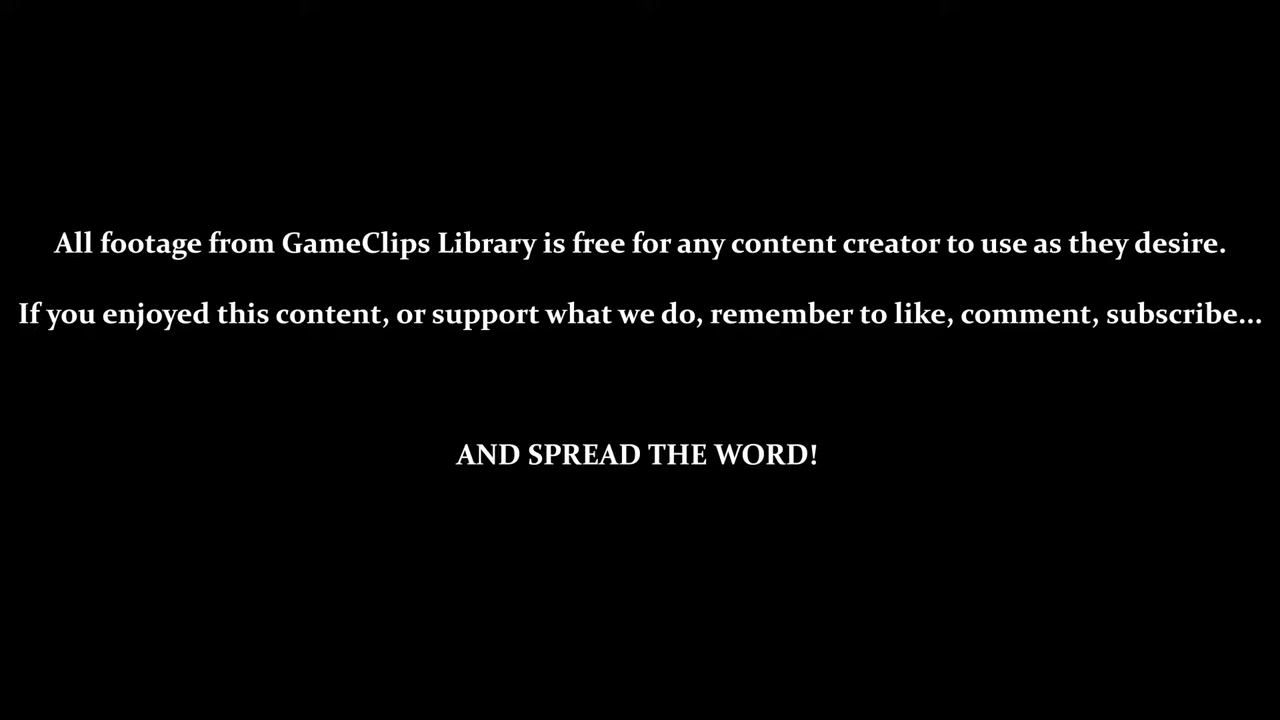 All footage from GameClips Library is free for any content creator to use as they desire.
If you enjoyed this content, or support what we do, remember to like, comment, subscribe...
AND SPREAD THE WORD!